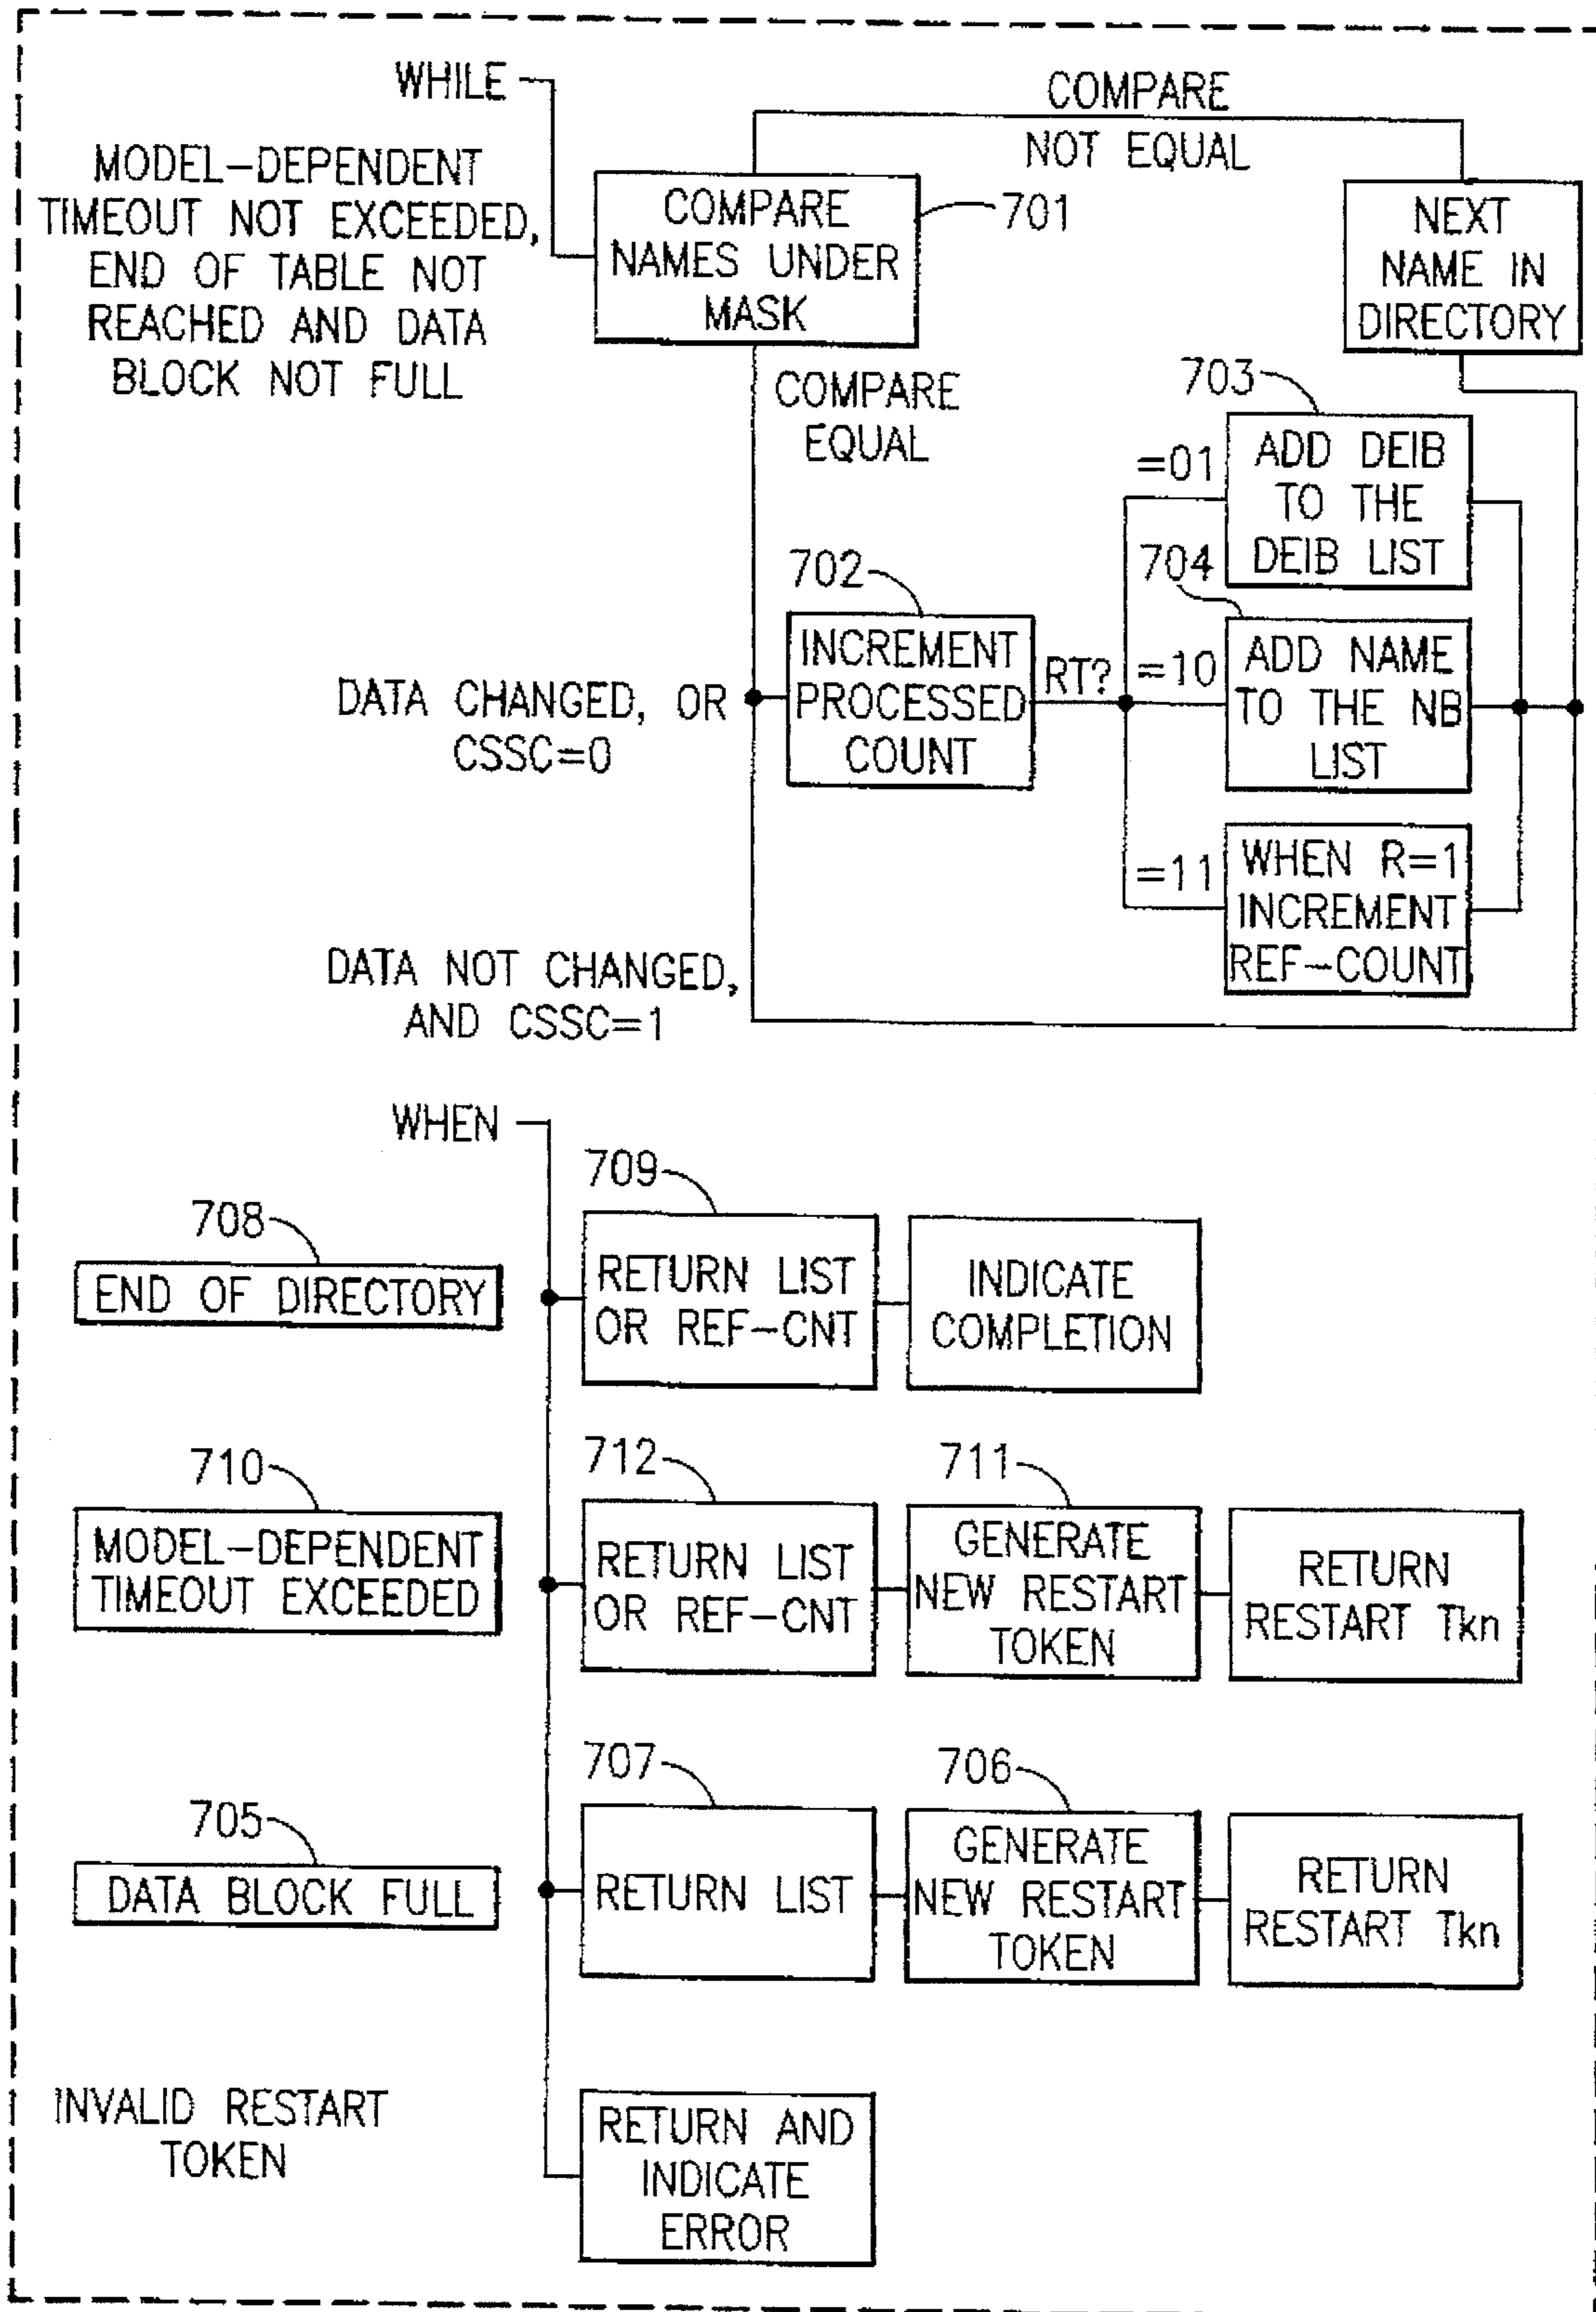 WHILE
MODEL-DEPENDENT
TIMEOUT NOT EXCEEDED,
END OF TABLE NOT
REACHED AND DATA
BLOCK NOT FULL
COMPARE
NOT EQUAL
COMPARE
NAMES UNDER
MASK
701
NEXT
NAME IN
DIRECTORY
COMPARE
EQUAL
703
=01
ADD DEIB
TO THE
DEIB LIST
DATA CHANGED, OR
CSSC=0
702
INCREMENT
PROCESSED
COUNT
RT?
704
=10
ADD NAME
TO THE NB
LIST
=11
WHEN R=1
INCREMENT
REF-COUNT
DATA NOT CHANGED,
AND CSSC=1
WHEN
708
END OF DIRECTORY
709
RETURN LIST
OR REF-CNT
INDICATE
COMPLETION
710
MODEL-DEPENDENT
TIMEOUT EXCEEDED
712
RETURN LIST
OR REF-CNT
711
GENERATE
NEW RESTART
TOKEN
RETURN
RESTART Tkn
705
DATA BLOCK FULL
707
RETURN LIST
706
GENERATE
NEW RESTART
TOKEN
RETURN
RESTART Tkn
INVALID RESTART
TOKEN
RETURN AND
INDICATE
ERROR